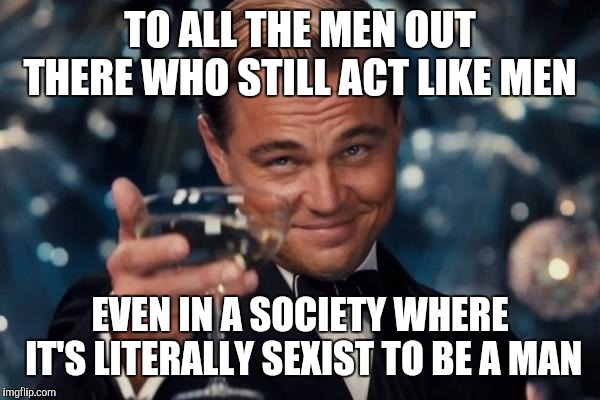 TO ALL THE MEN OUT
THERE WHO STILL ACT LIKE MEN
EVEN IN A SOCIETY WHERE
IT'S LITERALLY SEXIST TO BE A MAN
imgflip.com